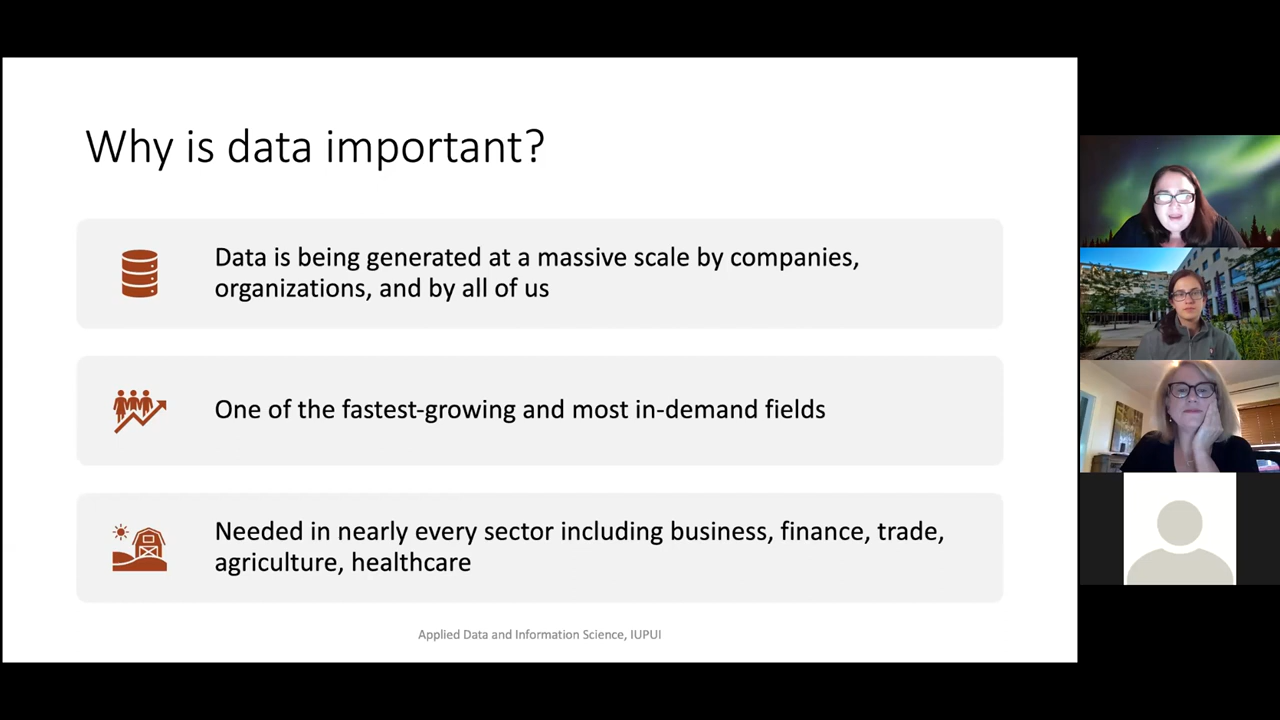 Why is data important?
Data is being generated at a massive scale by companies,
organizations, and by all of us
One of the fastest-growing and most in-demand fields
Needed in nearly every sector including business, finance, trade,
agriculture, healthcare
Applied Data and Information Science, IUPUI